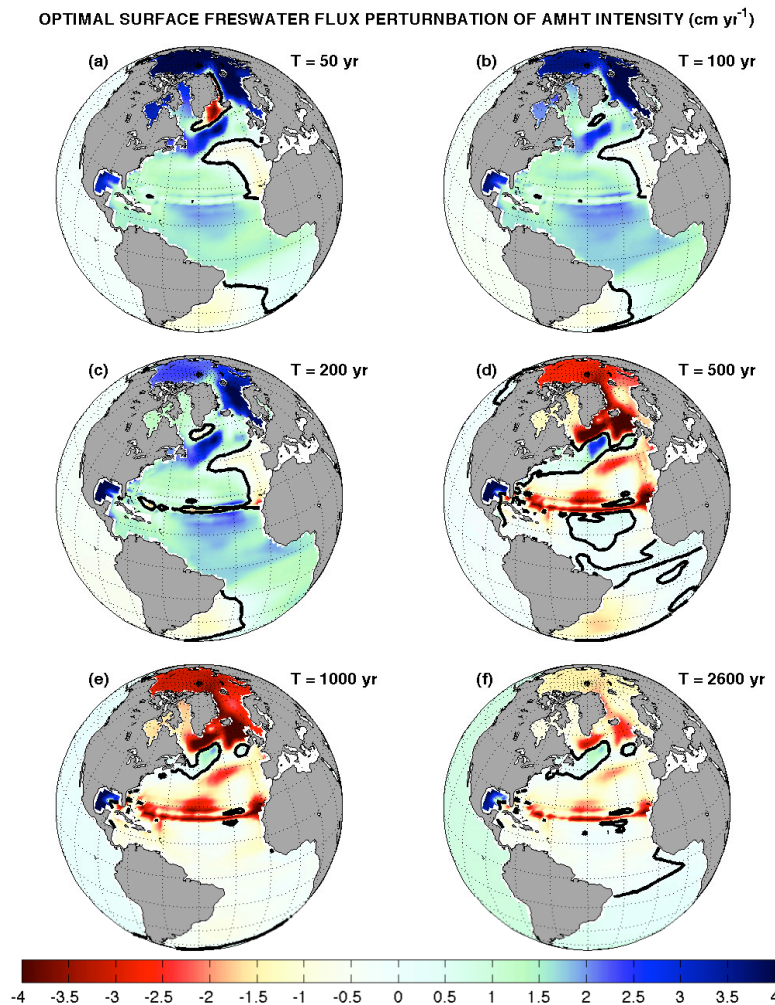 OPTIMAL SURFACE FRESWATER FLUX PERTURNBATION OF AMHT INTENSITY (cm yr-1)
(a) T = 50 yr (b) T = 100 yr
(c) T = 200 yr (d) T = 500 yr
(e) T = 1000 yr (f) T = 2600 yr
-4 -3.5 -3 -2.5 -2 -1.5 -1 -0.5 0 0.5 1 1.5 2 2.5 3 3.5 4